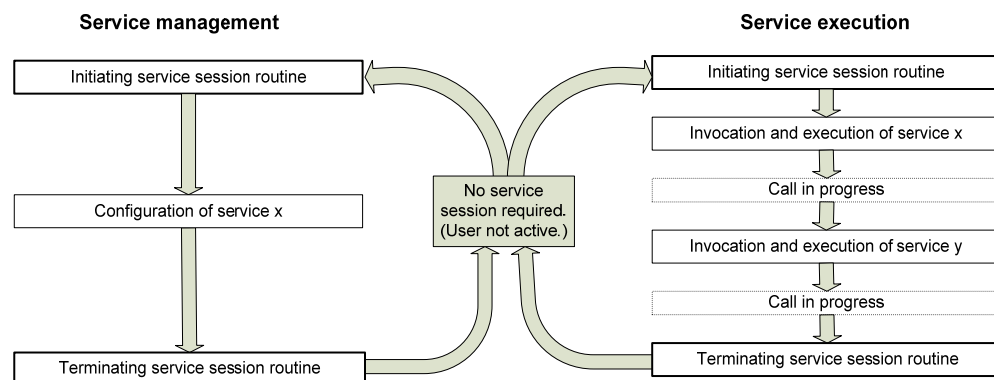 Service management
Initiating service session routine
Configuration of service x
Terminating service session routine
No service
session required.
(User not active.)
Service execution
Initiating service session routine
Invocation and execution of service x
Call in progress
Invocation and execution of service y
Call in progress
Terminating service session routine